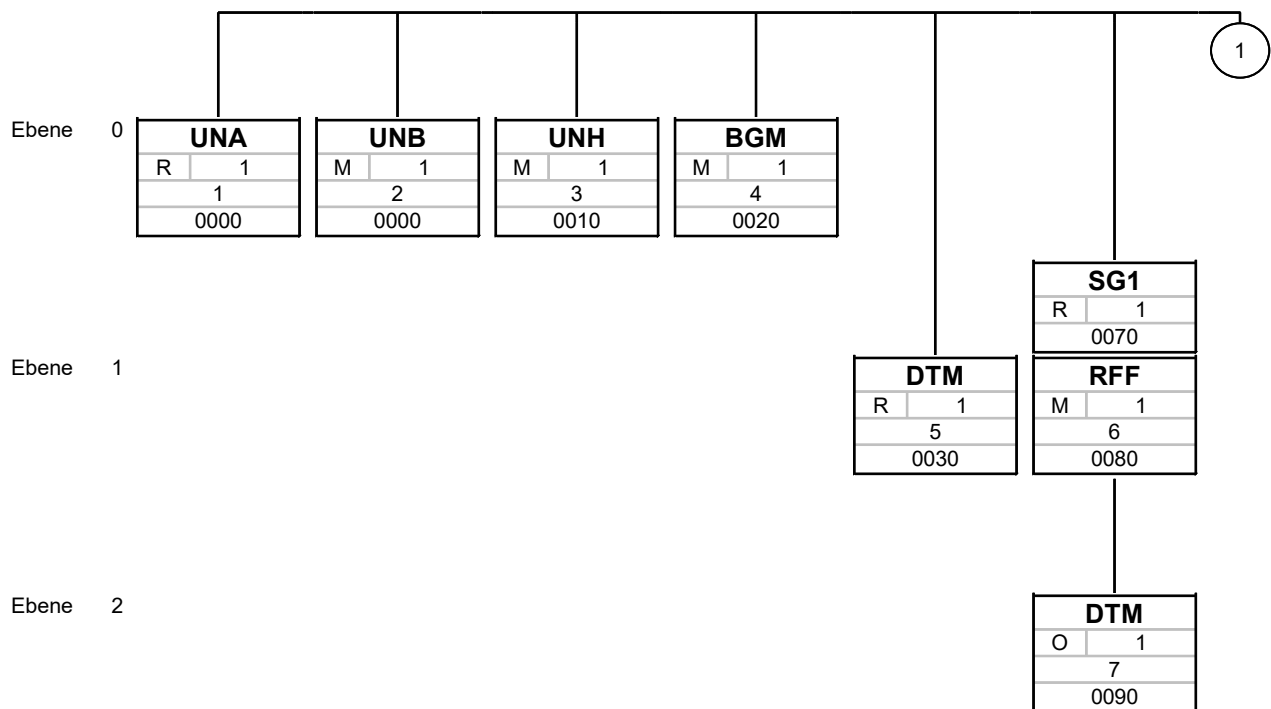 1
Ebene 0
UNA UNB UNH BGM
R 1 M 1 M 1 M 1
1 2 3 4
0000 0000 0010 0020
SG1
R 1
0070
Ebene 1
DTM RFF
R 1 M 1
5 6
0030 0080
Ebene 2
DTM
O 1
7
0090